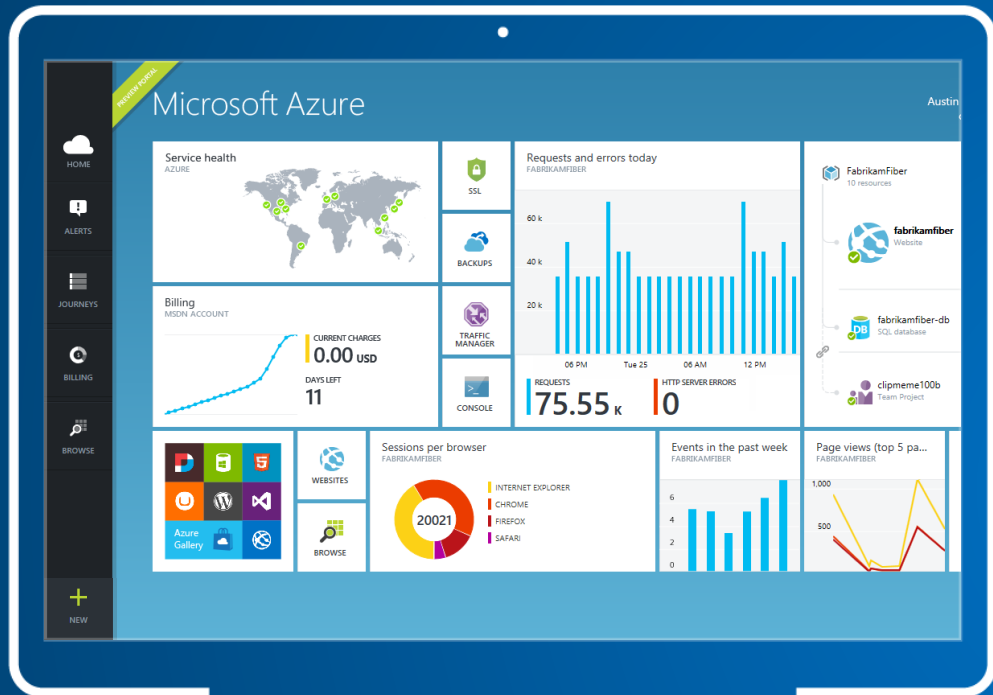 PREVIEW PORTAL
Microsoft Azure
Austin
HOME
ALERTS
JOURNEYS
BILLING
BROWSE
NEW
Service health
AZURE
SSL
BACKUPS
TRAFFIC
MANAGER
CONSOLE
Requests and errors today
FABRIKAMFIBER
60 k
40 k
20 k
06 PM Tue 25 06 AM 12 PM
REQUESTS
75.55 K
HTTP SERVER ERRORS
0
FabrikamFiber
10 resources
fabrikamfiber
Website
DB
fabrikamfiber-db
SQL database
clipmeme100b
Team Project
Billing
MSDN ACCOUNT
CURRENT CHARGES
0.00 USD
DAYS LEFT
11
Azure
Gallery
WEBSITES
BROWSE
Sessions per browser
FABRIKAMFIBER
20021
INTERNET EXPLORER
CHROME
FIREFOX
SAFARI
Events in the past week
FABRIKAMFIBER
6
4
2
0
Page views (top 5 pa...
FABRIKAMFIBER
1,000
500